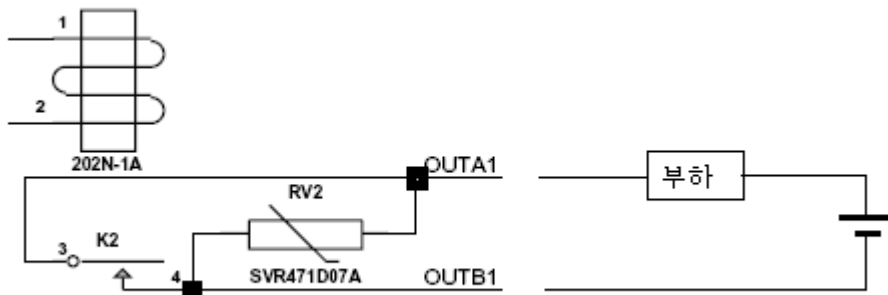 1
2
202N-1A
OUTA1
부하
RV2
3
K2
4
SVR471D07A
OUTB1